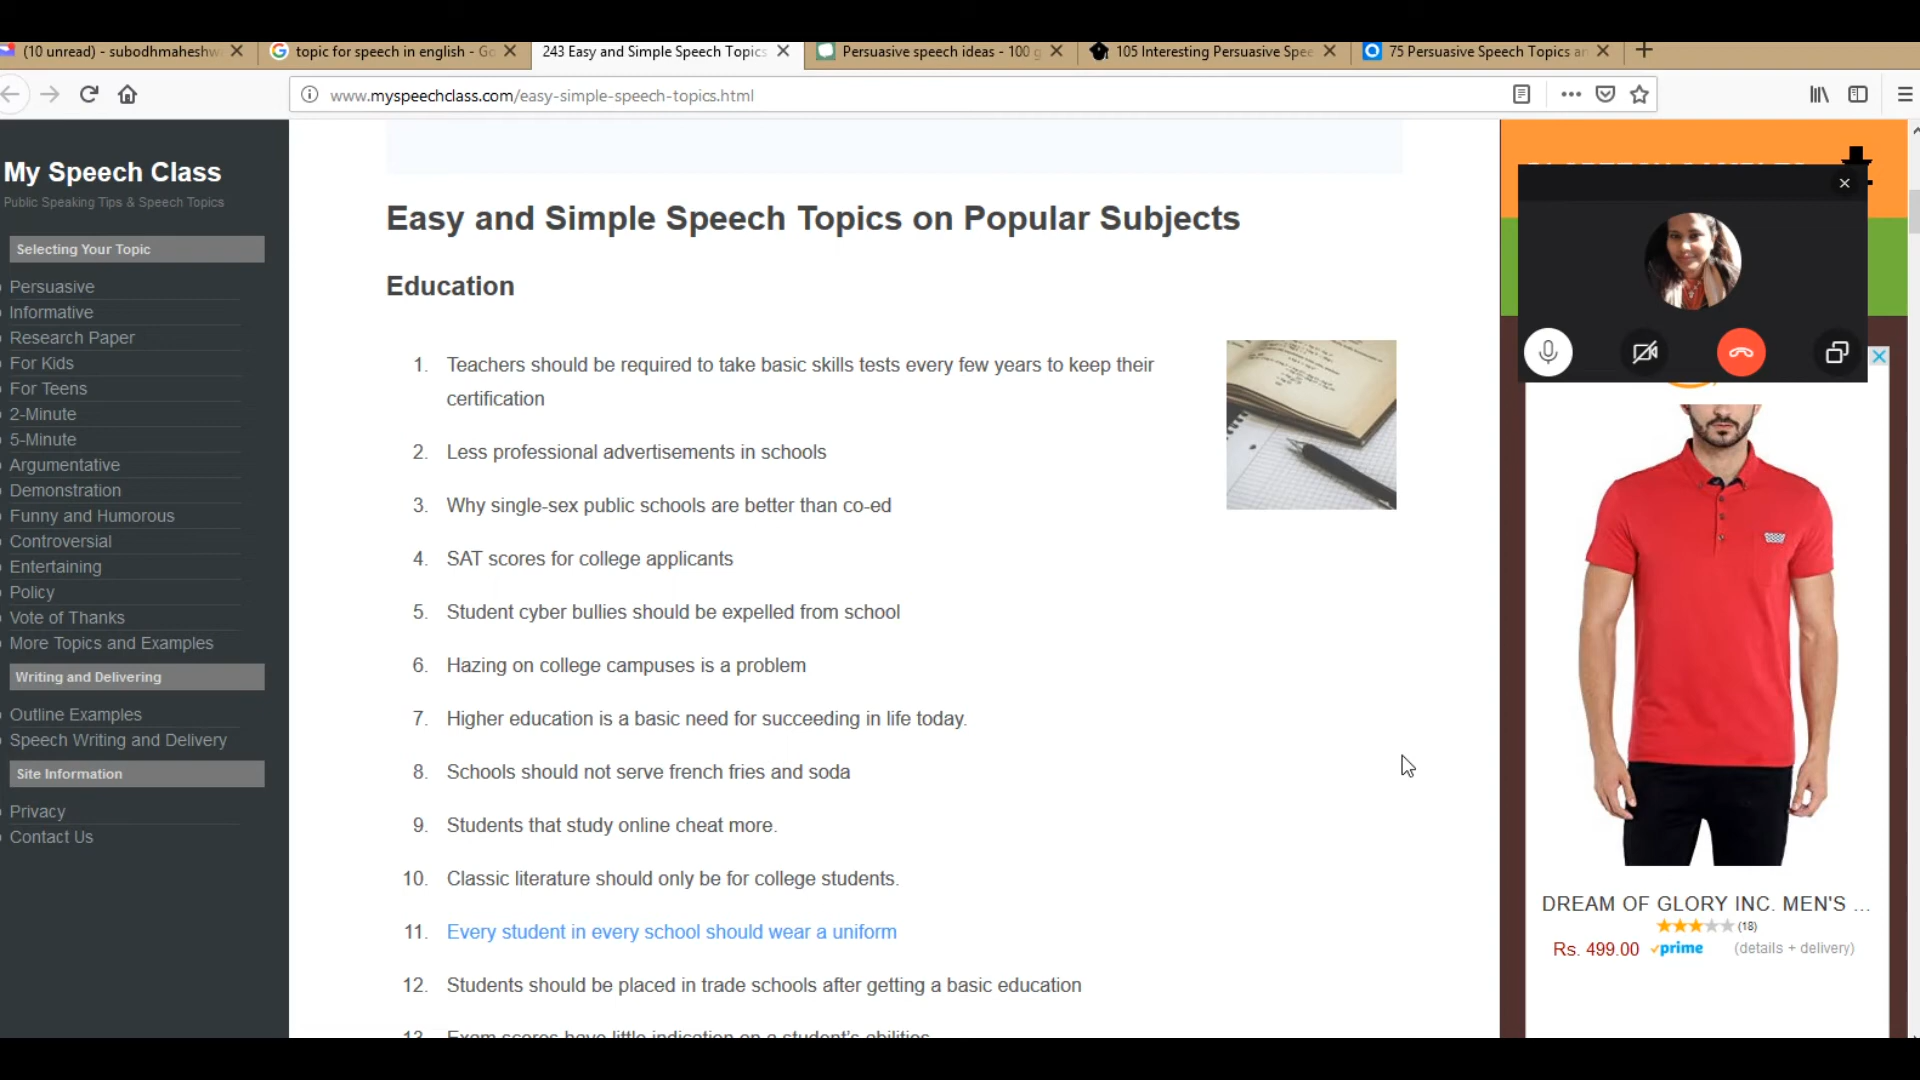 (10 unread) - subodhmaheshw
topic for speech in english - Go
243 Easy and Simple Speech Topics
Persuasive speech ideas - 100 g
105 Interesting Persuasive Spee
75 Persuasive Speech Topics an
www.myspeechclass.com/easy-simple-speech-topics.html
My Speech Class
Public Speaking Tips & Speech Topics
Selecting Your Topic
Persuasive
Informative
Research Paper
For Kids
For Teens
2-Minute
5-Minute
Argumentative
Demonstration
Funny and Humorous
Controversial
Entertaining
Policy
Vote of Thanks
More Topics and Examples
Writing and Delivering
Outline Examples
Speech Writing and Delivery
Site Information
Privacy
Contact Us
Easy and Simple Speech Topics on Popular Subjects
Education
1. Teachers should be required to take basic skills tests every few years to keep their
certification
2. Less professional advertisements in schools
3. Why single-sex public schools are better than co-ed
4. SAT scores for college applicants
5. Student cyber bullies should be expelled from school
6. Hazing on college campuses is a problem
7. Higher education is a basic need for succeeding in life today.
8. Schools should not serve french fries and soda
9. Students that study online cheat more.
10. Classic literature should only be for college students.
11. Every student in every school should wear a uniform
12. Students should be placed in trade schools after getting a basic education
13. Exam scores have little indication on a student's abilities
DREAM OF GLORY INC. MEN'S ...
(18)
Rs. 499.00 prime (details + delivery)